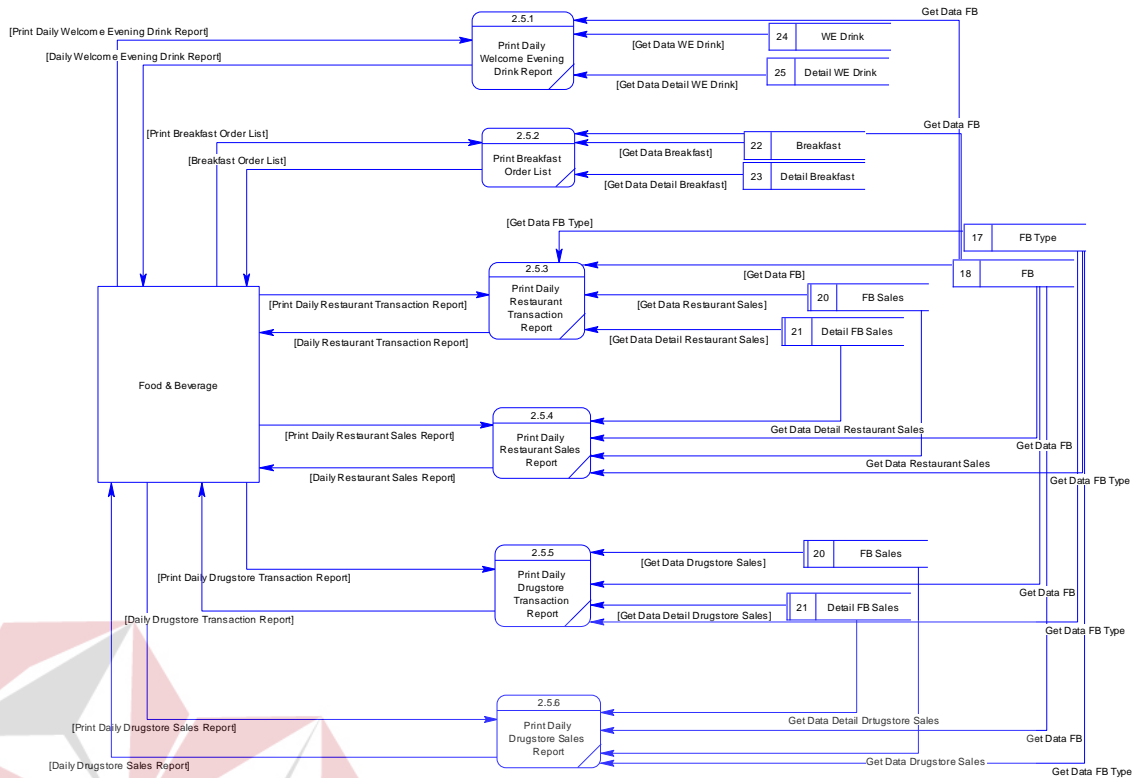 Get Data FB
2.5.1
[Print Daily Welcome Evening Drink Report]
24 WE Drink
Print Daily
Welcome Evening
Drink Report
[Get Data WE Drink]
[Daily Welcome Evening Drink Report]
25 Detail WE Drink
[Get Data Detail WE Drink]
Get Data FB
[Print Breakfast Order List]
2.5.2
22 Breakfast
[Get Data Breakfast]
[Breakfast Order List]
Print Breakfast
Order List
23 Detail Breakfast
[Get Data Detail Breakfast]
[Get Data FB Type]
17 FB Type
2.5.3
[Get Data FB]
18 FB
Print Daily
Restaurant
Transaction
Report
20 FB Sales
[Print Daily Restaurant Transaction Report]
[Get Data Restaurant Sales]
21 Detail FB Sales
[Daily Restaurant Transaction Report]
[Get Data Detail Restaurant Sales]
Food & Beverage
2.5.4
Get Data Detail Restaurant Sales
[Print Daily Restaurant Sales Report]
Print Daily
Restaurant Sales
Report
Get Data FB
Get Data Restaurant Sales
[Daily Restaurant Sales Report]
Get Data FB Type
2.5.5
20 FB Sales
[Get Data Drugstore Sales]
[Print Daily Drugstore Transaction Report]
Print Daily
Drugstore
Transaction
Report
Get Data FB
21 Detail FB Sales
[Daily Drugstore Transaction Report]
[Get Data Detail Drugstore Sales]
Get Data FB Type
2.5.6
[Print Daily Drugstore Sales Report]
Get Data Detail Drtugstore Sales
Print Daily
Drugstore Sales
Report
Get Data FB
[Daily Drugstore Sales Report]
Get Data Drugstore Sales
Get Data FB Type